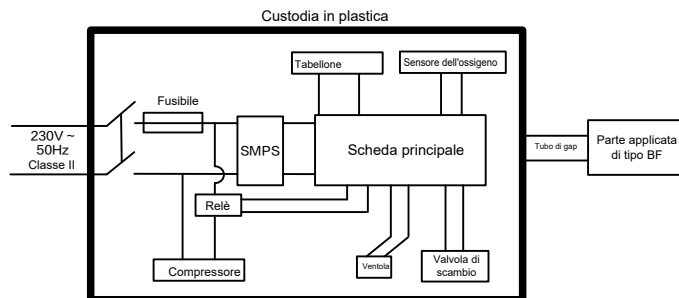 Custodia in plastica
Tabellone
Sensore dell'ossigeno
Fusibile
230V ~
50Hz
Classe II
SMPS
Scheda principale
Tubo di gap
Parte applicata
di tipo BF
Relè
Compressore
Ventola
Valvola di
scambio